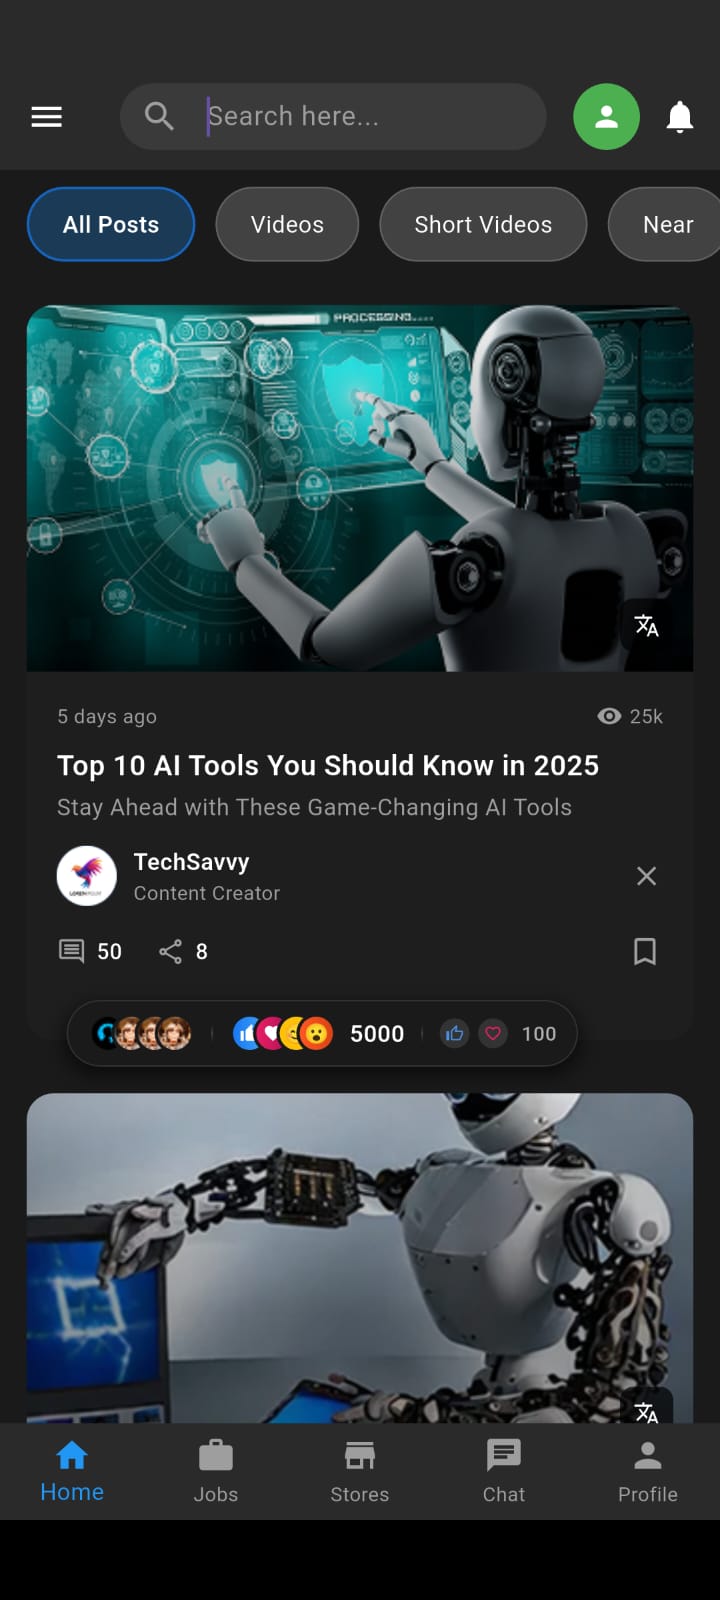 Search here...
All Posts
Videos
Short Videos
Near
PROCESSING...
5 days ago
25k
Top 10 AI Tools You Should Know in 2025
Stay Ahead with These Game-Changing AI Tools
TechSavvy
Content Creator
50
8
5000
100
Home
Jobs
Stores
Chat
Profile